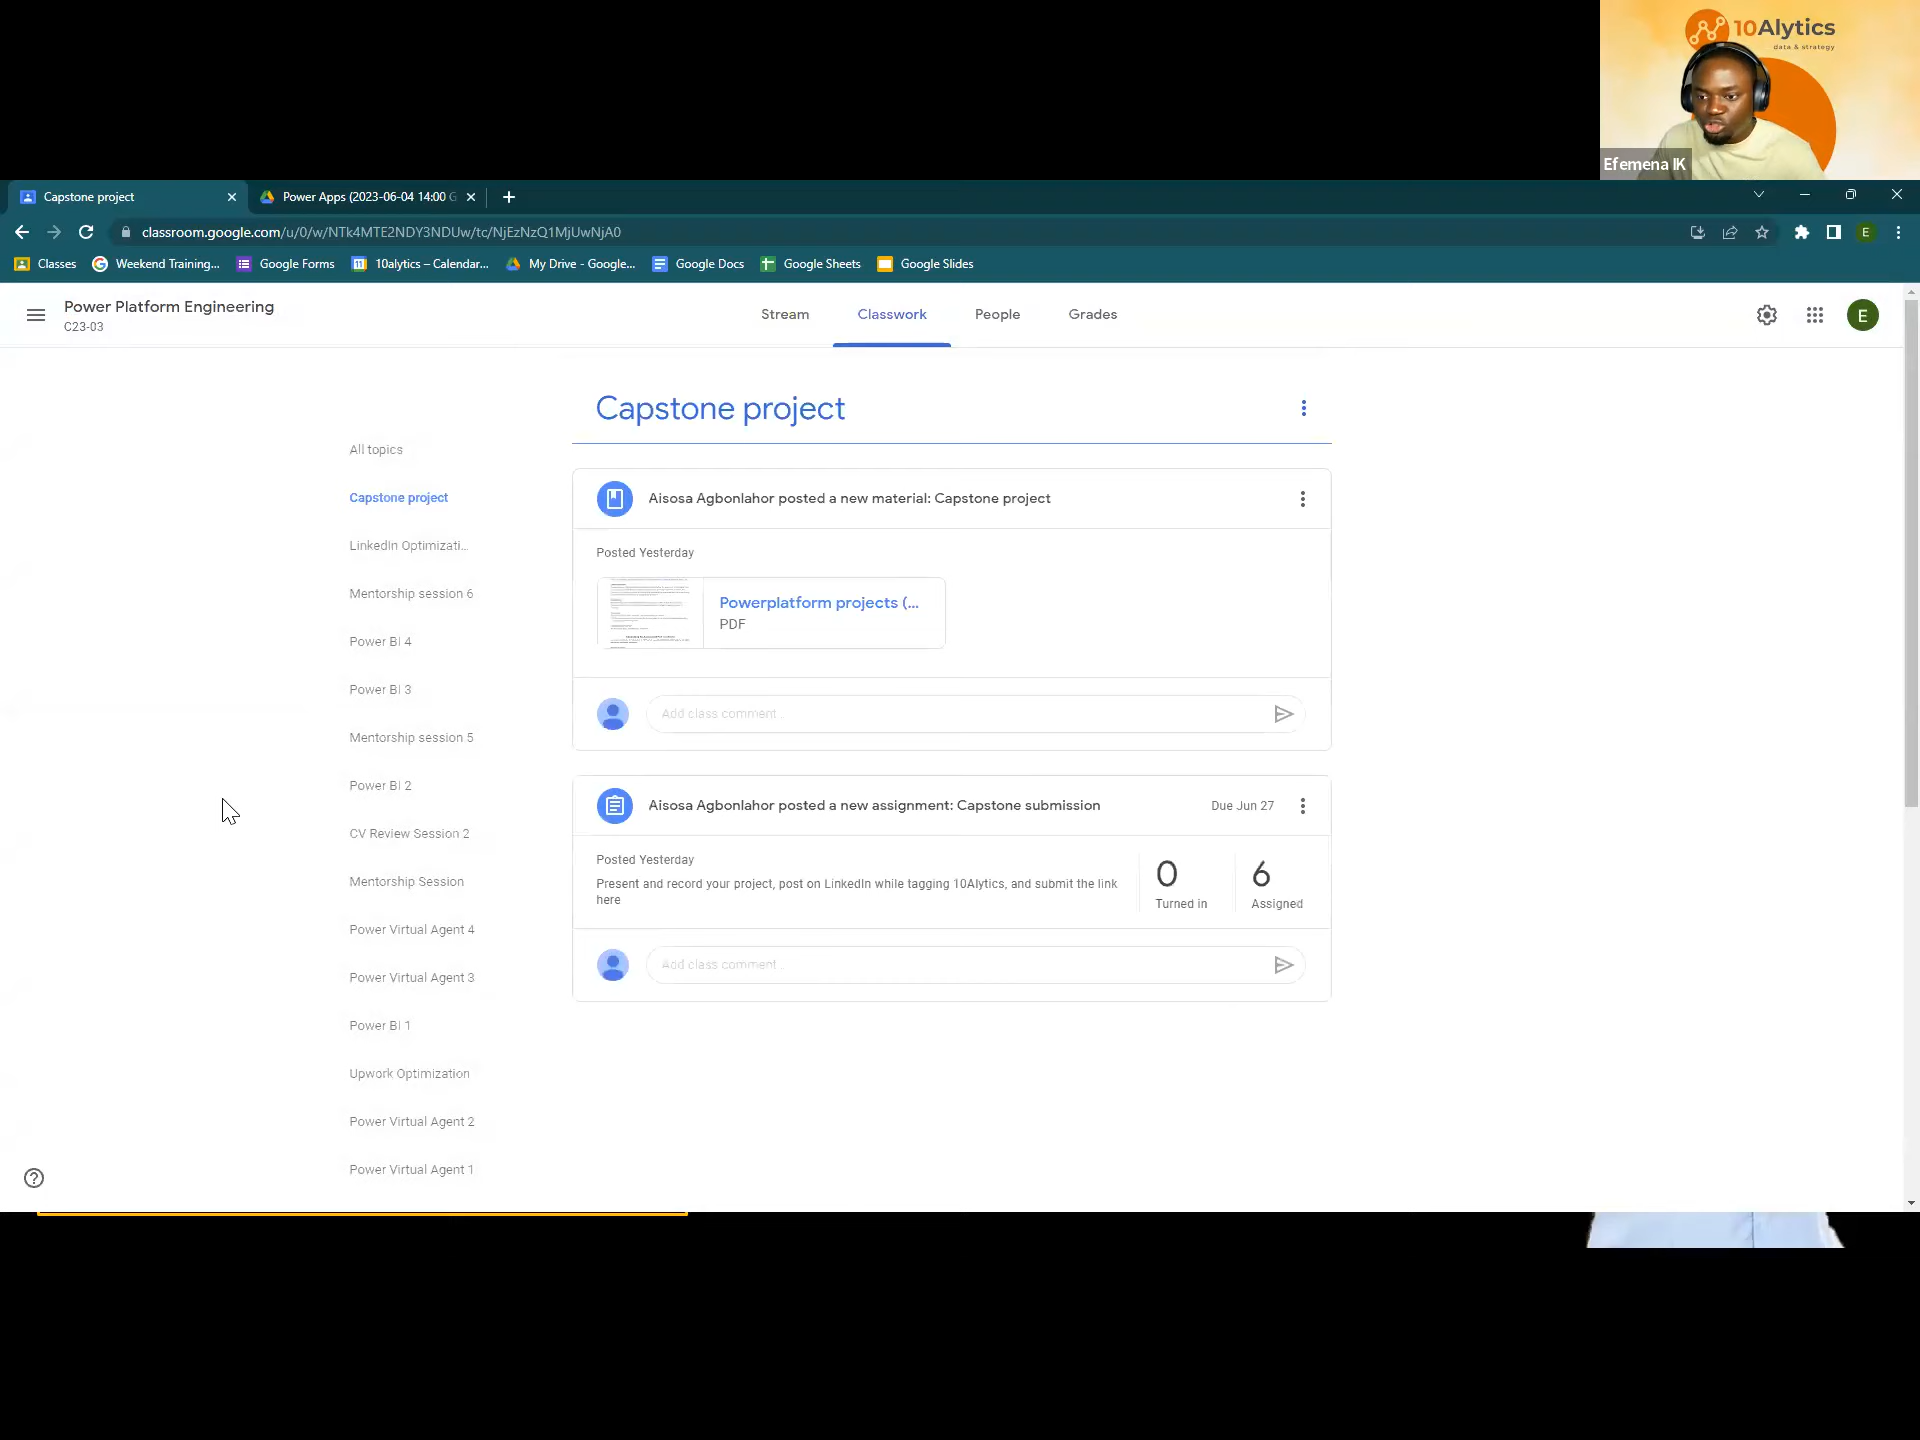 10Alytics
data & strategy
Efemena IK
Capstone project
Power Apps (2023-06-04 14:00 G
classroom.google.com/u/0/w/NTk4MTE2NDY3NDUw/tc/NjEzNzQ1MjUwNjA0
Classes
Weekend Training...
Google Forms
10alytics – Calendar...
My Drive - Google...
Google Docs
Google Sheets
Google Slides
E
Power Platform Engineering
C23-03
Stream
Classwork
People
Grades
E
Capstone project
All topics
Capstone project
LinkedIn Optimizati...
Mentorship session 6
Power BI 4
Power BI 3
Mentorship session 5
Power BI 2
CV Review Session 2
Mentorship Session
Power Virtual Agent 4
Power Virtual Agent 3
Power BI 1
Upwork Optimization
Power Virtual Agent 2
Power Virtual Agent 1
Aisosa Agbonlahor posted a new material: Capstone project
Posted Yesterday
Powerplatform projects (...
PDF
Add class comment...
Aisosa Agbonlahor posted a new assignment: Capstone submission
Due Jun 27
Posted Yesterday
Present and record your project, post on LinkedIn while tagging 10Alytics, and submit the link
here
0
Turned in
6
Assigned
Add class comment...